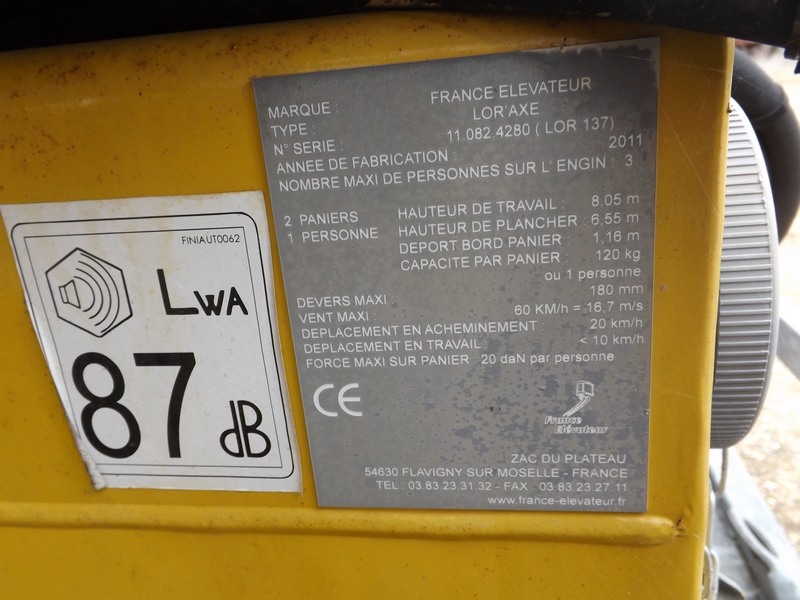 MARQUE : FRANCE ELEVATEUR
TYPE : LOR'AXE
N° SERIE : 11.082.4280 ( LOR 137)
ANNEE DE FABRICATION : 2011
NOMBRE MAXI DE PERSONNES SUR L' ENGIN : 3
2 PANIERS
1 PERSONNE
HAUTEUR DE TRAVAIL : 8,05 m
HAUTEUR DE PLANCHER : 6,55 m
DEPORT BORD PANIER : 1,16 m
CAPACITE PAR PANIER : 120 kg
ou 1 personne
DEVERS MAXI : 180 mm
VENT MAXI : 60 KM/h = 16,7 m/s
DEPLACEMENT EN ACHEMINEMENT : 20 km/h
DEPLACEMENT EN TRAVAIL < 10 km/h
FORCE MAXI SUR PANIER : 20 daN par personne
CE
France
Elévateur
ZAC DU PLATEAU
54630 FLAVIGNY SUR MOSELLE - FRANCE
TEL : 03.83.23.31.32 - FAX : 03.83.23.27.11
www.france-elevateur.fr
FINIAUT0062
LWA
87 dB